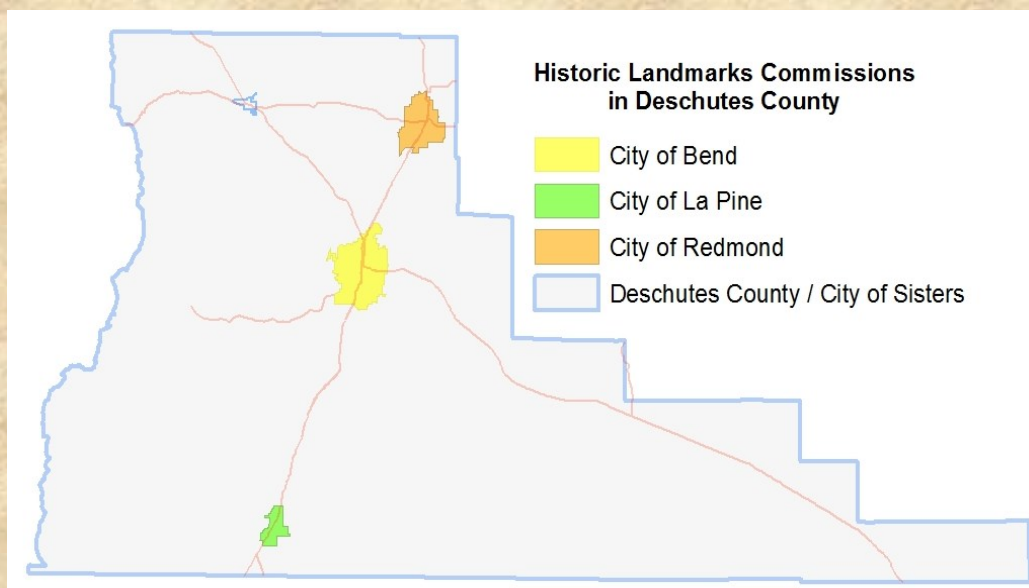 Historic Landmarks Commissions
in Deschutes County
City of Bend
City of La Pine
City of Redmond
Deschutes County / City of Sisters